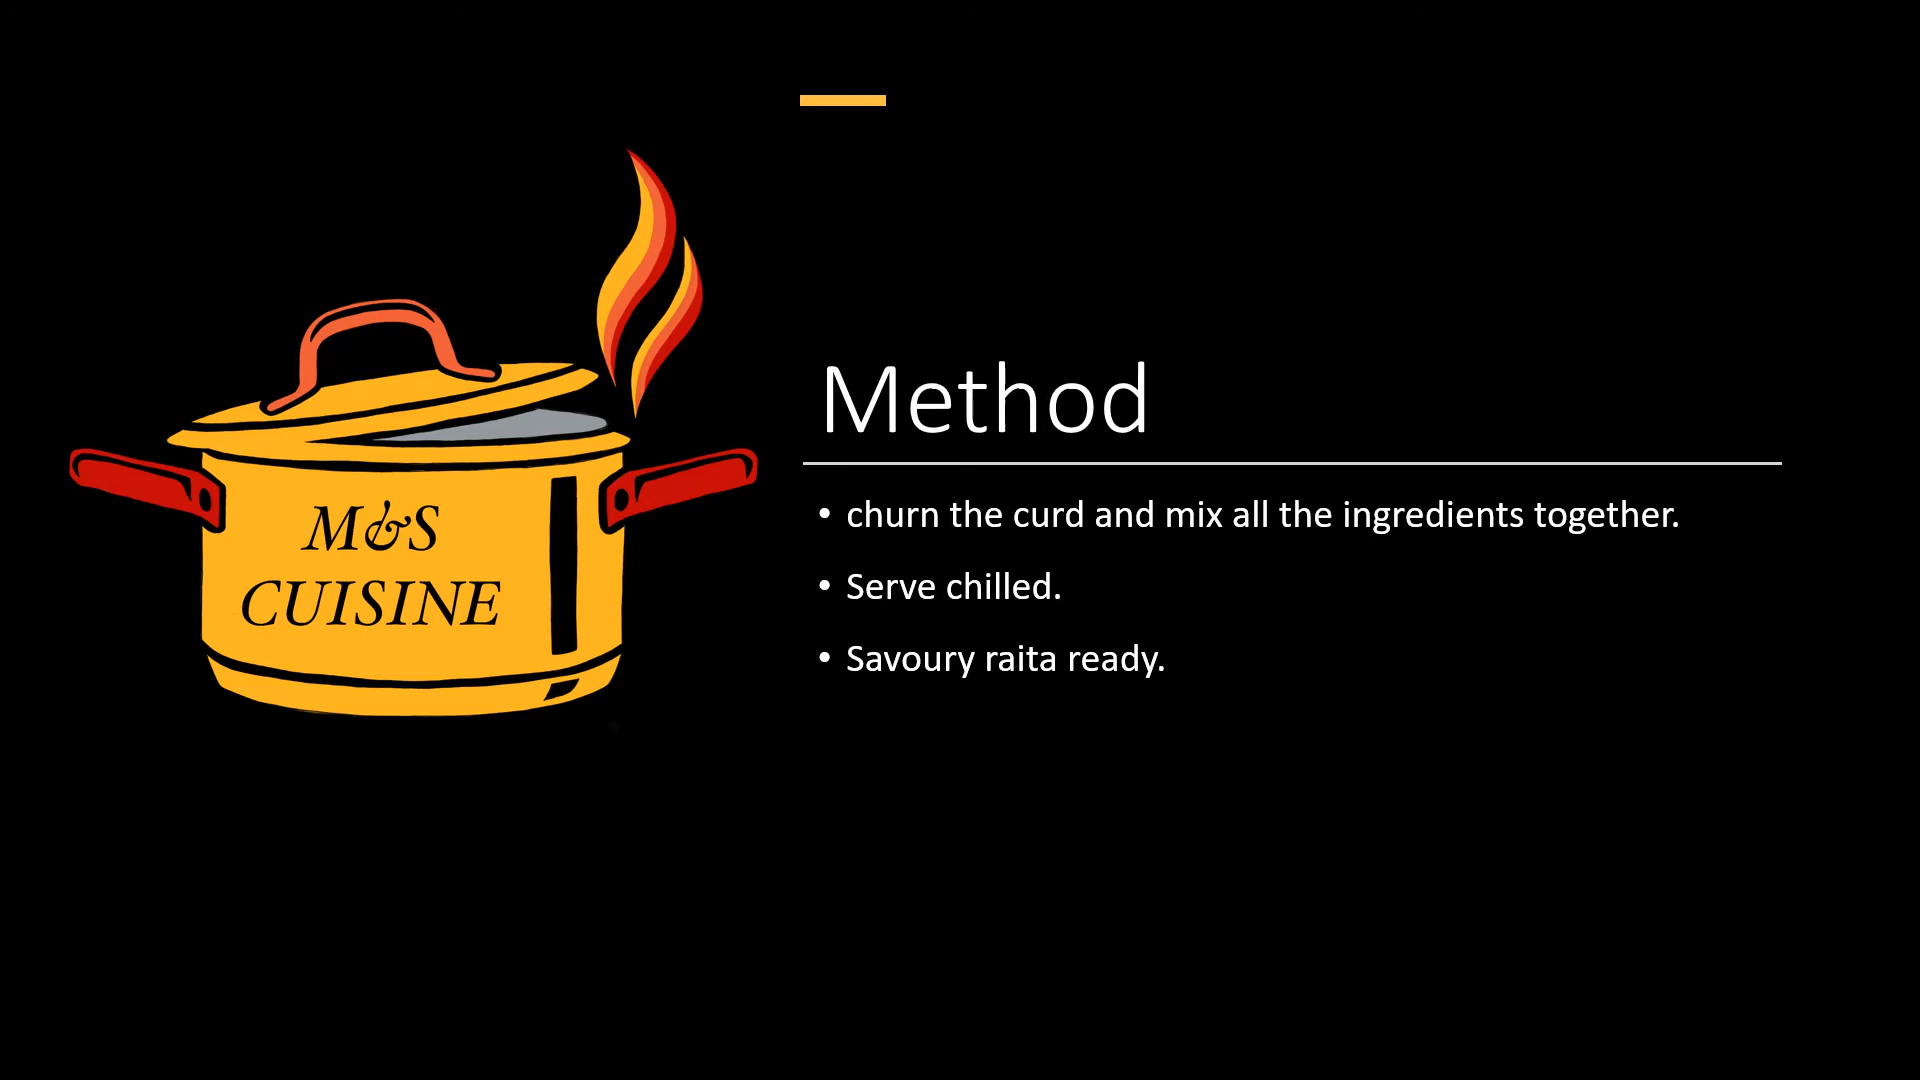 M&S
CUISINE
Method
• churn the curd and mix all the ingredients together.
• Serve chilled.
• Savoury raita ready.